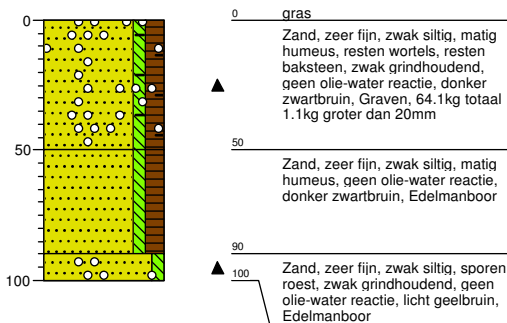 0
50
100
0 gras
Zand, zeer fijn, zwak siltig, matig
humeus, resten wortels, resten
baksteen, zwak grindhoudend,
geen olie-water reactie, donker
zwartbruin, Graven, 64.1kg totaal
1.1kg groter dan 20mm
50
Zand, zeer fijn, zwak siltig, matig
humeus, geen olie-water reactie,
donker zwartbruin, Edelmanboor
90
100
Zand, zeer fijn, zwak siltig, sporen
roest, zwak grindhoudend, geen
olie-water reactie, licht geelbruin,
Edelmanboor